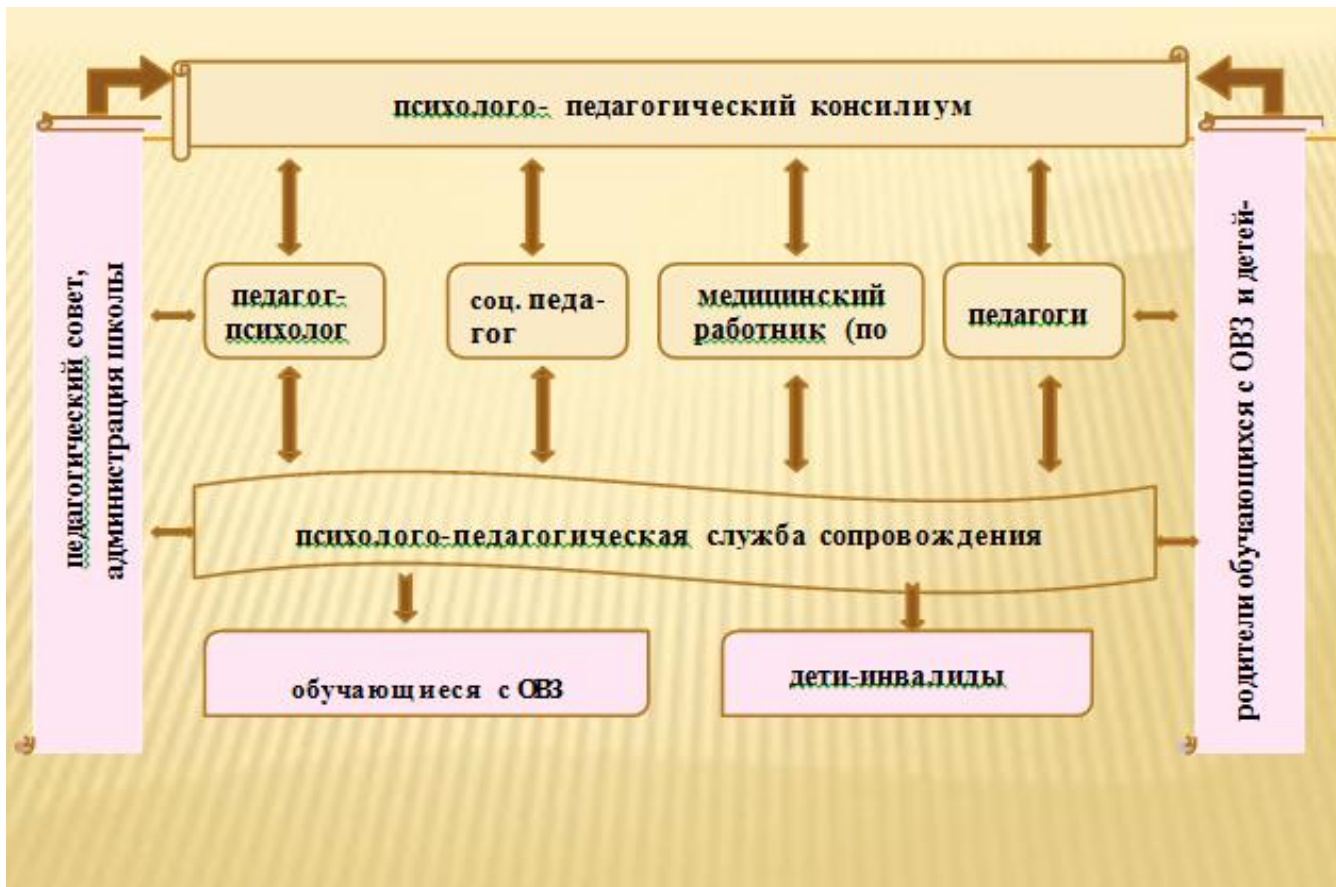 психолого- педагогический консилиум
педагогический совет,
администрация школы
педагог-
психолог
соц. педа-
гог
медицинский
работник (по
педагоги
родители обучающихся с ОВЗ и детей-
психолого-педагогическая служба сопровождения
обучающиеся с ОВЗ
дети-инвалиды